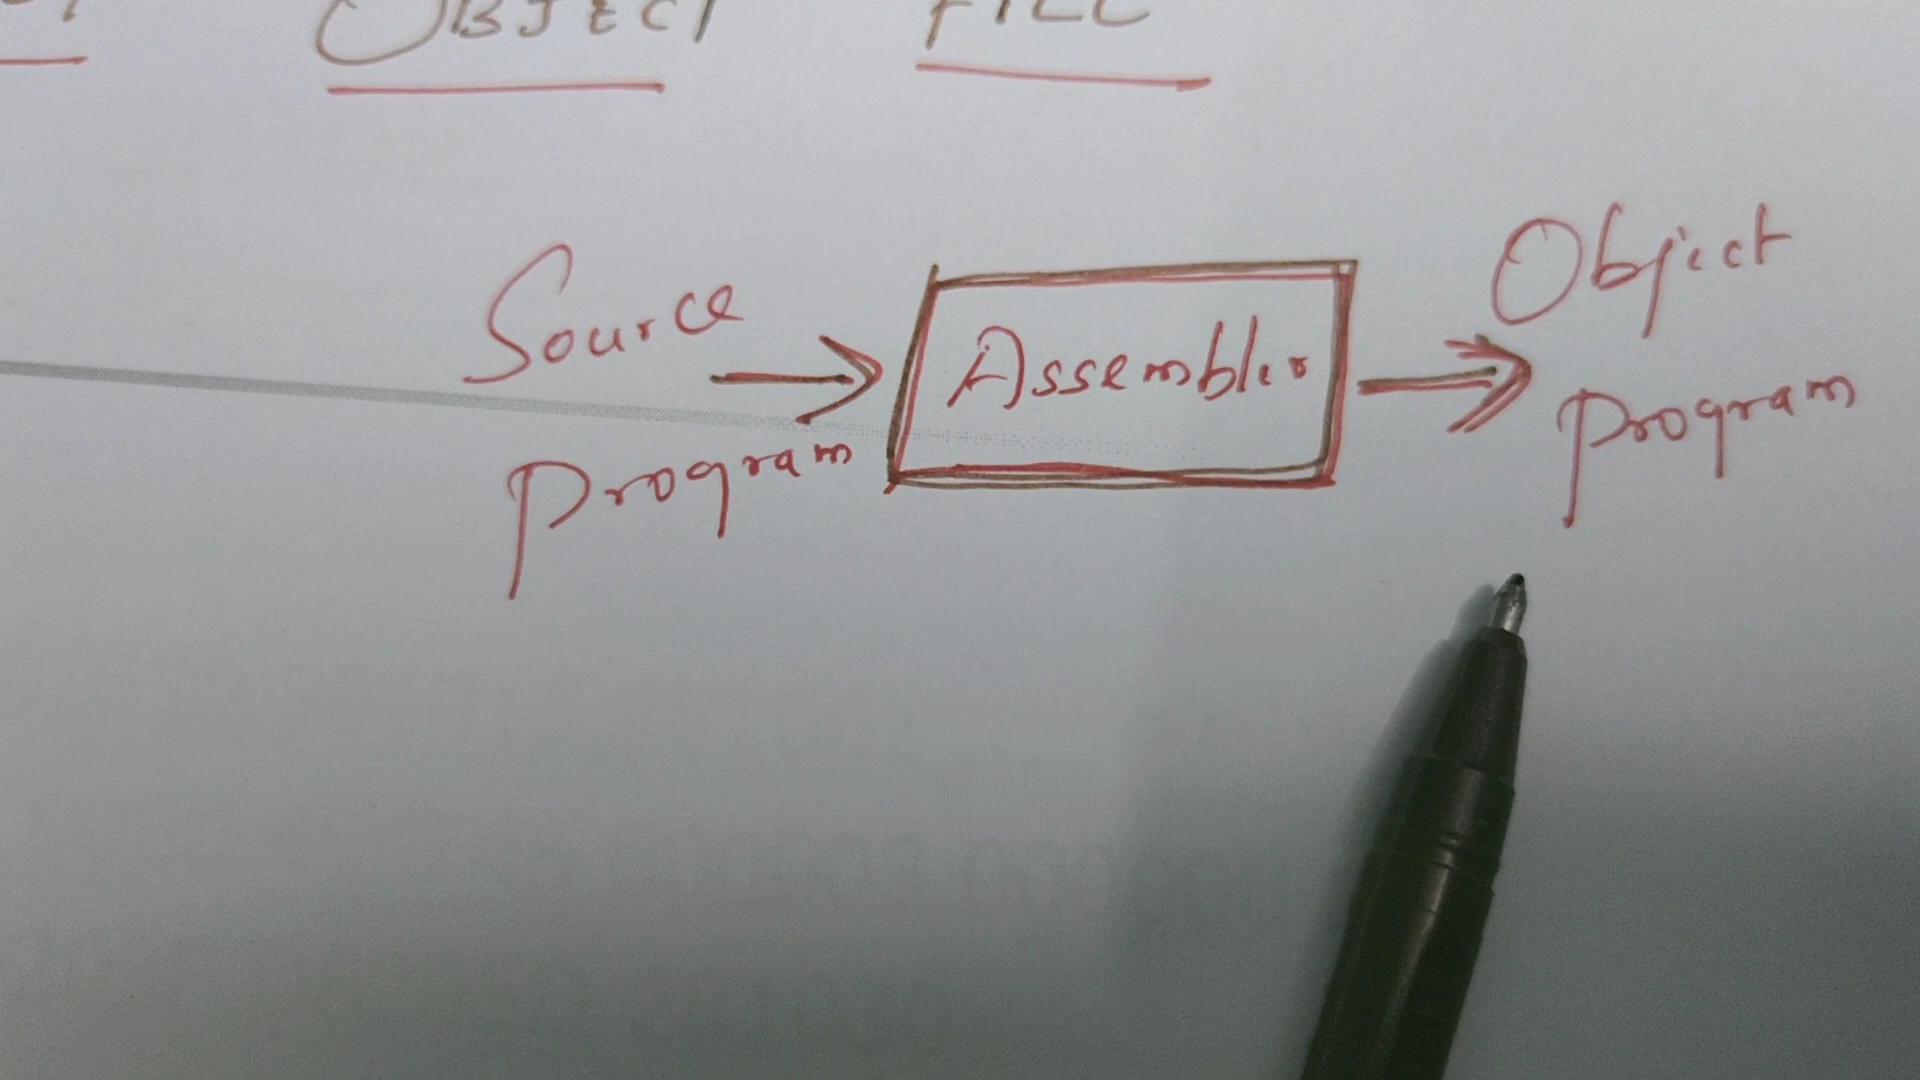 OBJECT FILE
Source
Program
Assembler
Object
Program